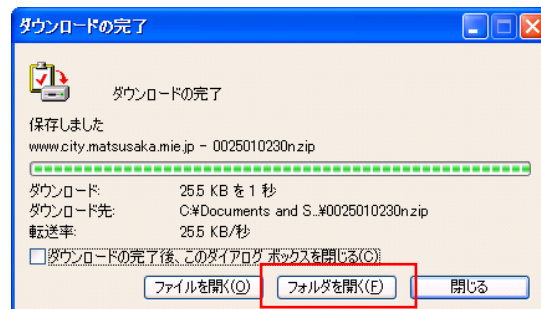 ダウンロードの完了
ダウンロードの完了
保存しました
www.city.matsusaka.mie.jp - 0025010230n.zip
ダウンロード: 255 KB を 1 秒
ダウンロード先: C:¥Documents and S...¥0025010230n.zip
転送率: 255 KB/秒
ダウンロードの完了後、このダイアログ ボックスを閉じる(C)
ファイルを開く(O) フォルダを開く(F) 閉じる